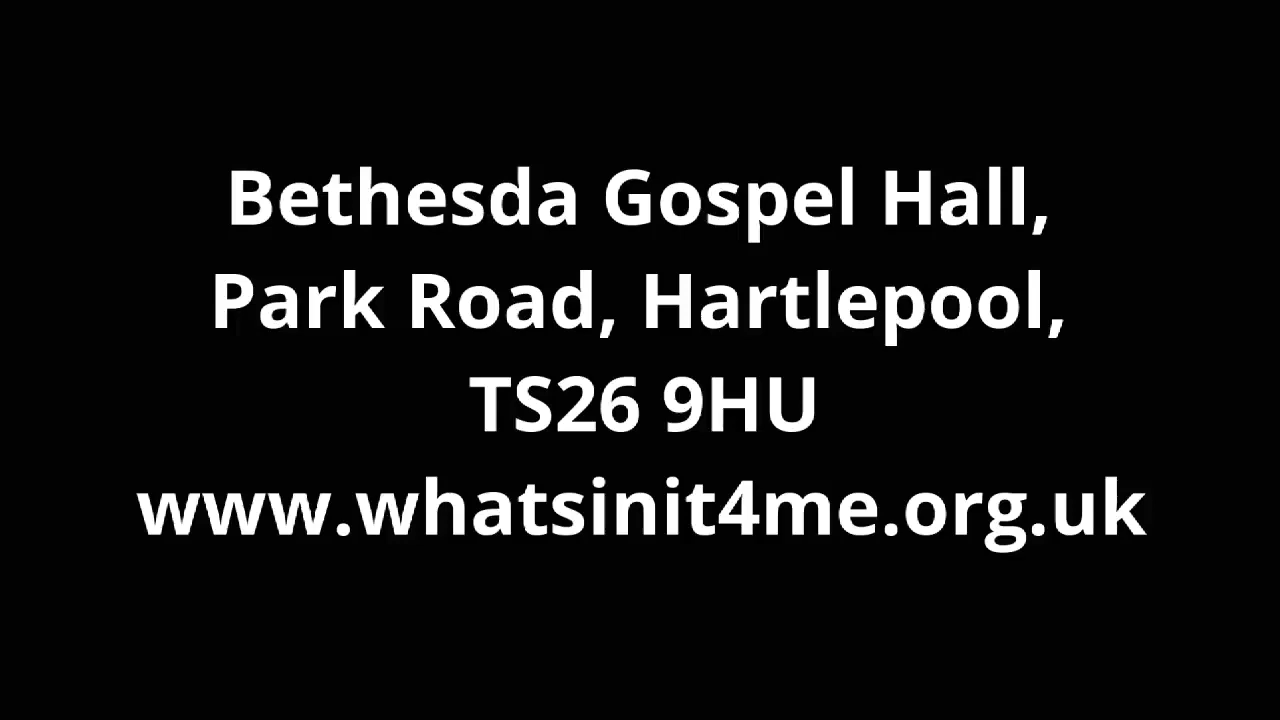 Bethesda Gospel Hall,
Park Road, Hartlepool,
TS26 9HU
www.whatsinit4me.org.uk